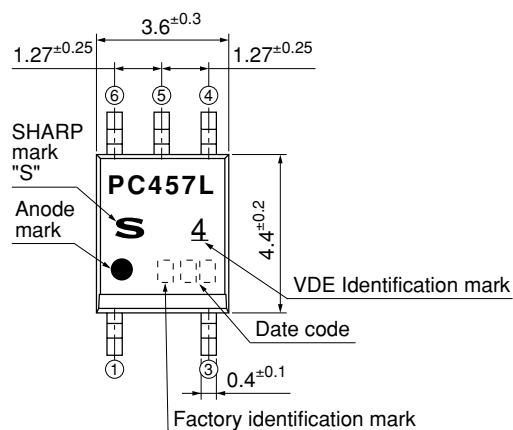 3.6±0.3
1.27±0.25 1.27±0.25
⑥ ⑤ ④
SHARP
mark
"S"
PC457L
S
Anode
mark
4
4.4±0.2
VDE Identification mark
Date code
① ③
0.4±0.1
Factory identification mark